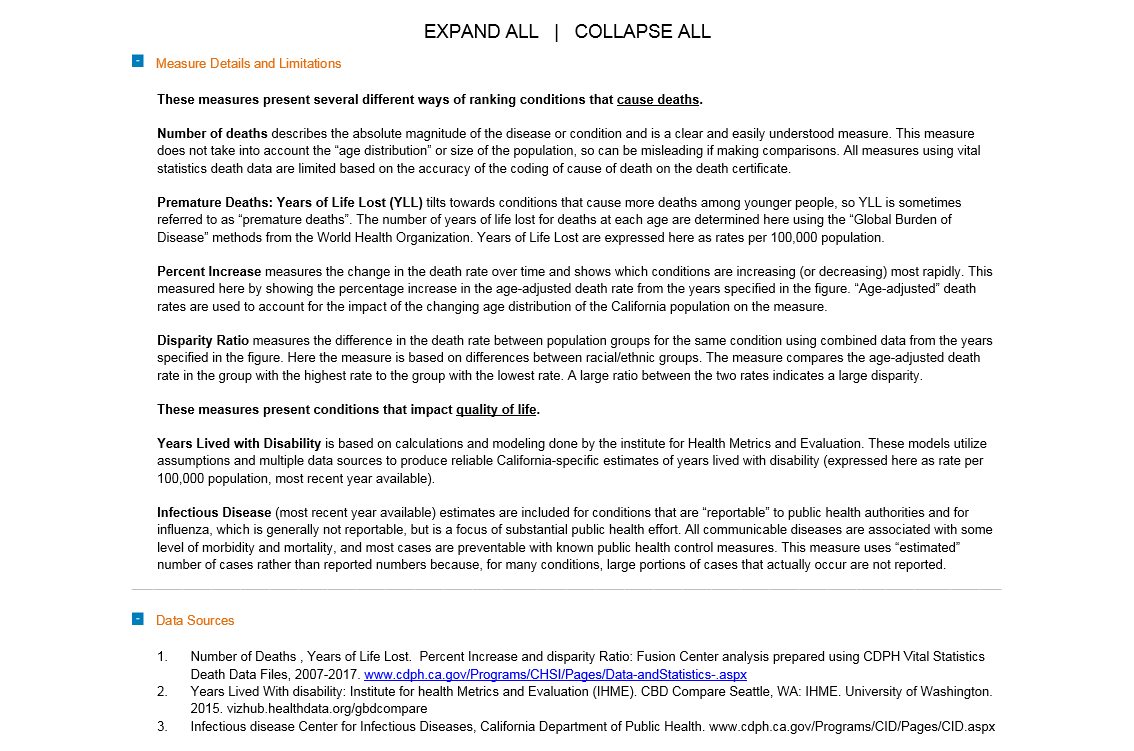 EXPAND ALL | COLLAPSE ALL
- Measure Details and Limitations
These measures present several different ways of ranking conditions that cause deaths.
Number of deaths describes the absolute magnitude of the disease or condition and is a clear and easily understood measure. This measure
does not take into account the “age distribution” or size of the population, so can be misleading if making comparisons. All measures using vital
statistics death data are limited based on the accuracy of the coding of cause of death on the death certificate.
Premature Deaths: Years of Life Lost (YLL) tilts towards conditions that cause more deaths among younger people, so YLL is sometimes
referred to as “premature deaths”. The number of years of life lost for deaths at each age are determined here using the “Global Burden of
Disease” methods from the World Health Organization. Years of Life Lost are expressed here as rates per 100,000 population.
Percent Increase measures the change in the death rate over time and shows which conditions are increasing (or decreasing) most rapidly. This
measured here by showing the percentage increase in the age-adjusted death rate from the years specified in the figure. “Age-adjusted” death
rates are used to account for the impact of the changing age distribution of the California population on the measure.
Disparity Ratio measures the difference in the death rate between population groups for the same condition using combined data from the years
specified in the figure. Here the measure is based on differences between racial/ethnic groups. The measure compares the age-adjusted death
rate in the group with the highest rate to the group with the lowest rate. A large ratio between the two rates indicates a large disparity.
These measures present conditions that impact quality of life.
Years Lived with Disability is based on calculations and modeling done by the institute for Health Metrics and Evaluation. These models utilize
assumptions and multiple data sources to produce reliable California-specific estimates of years lived with disability (expressed here as rate per
100,000 population, most recent year available).
Infectious Disease (most recent year available) estimates are included for conditions that are “reportable” to public health authorities and for
influenza, which is generally not reportable, but is a focus of substantial public health effort. All communicable diseases are associated with some
level of morbidity and mortality, and most cases are preventable with known public health control measures. This measure uses “estimated”
number of cases rather than reported numbers because, for many conditions, large portions of cases that actually occur are not reported.
- Data Sources
1. Number of Deaths , Years of Life Lost. Percent Increase and disparity Ratio: Fusion Center analysis prepared using CDPH Vital Statistics
Death Data Files, 2007-2017. www.cdph.ca.gov/Programs/CHSI/Pages/Data-andStatistics-.aspx
2. Years Lived With disability: Institute for health Metrics and Evaluation (IHME). CBD Compare Seattle, WA: IHME. University of Washington.
2015. vizhub.healthdata.org/gbdcompare
3. Infectious disease Center for Infectious Diseases, California Department of Public Health. www.cdph.ca.gov/Programs/CID/Pages/CID.aspx